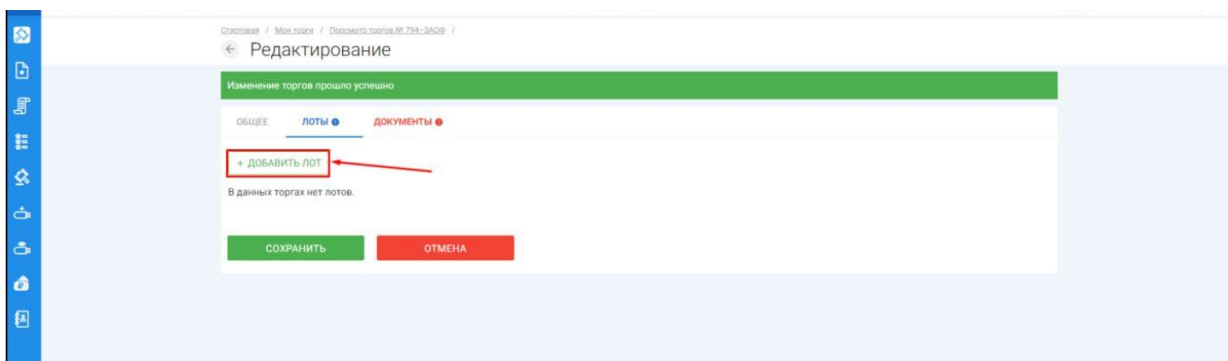 Стартовая / Мои торги / Просмотр торгов № 794-ЗАОФ /
Редактирование
Изменение торгов прошло успешно
ОБЩЕЕ ЛОТЫ ДОКУМЕНТЫ
+ ДОБАВИТЬ ЛОТ
В данных торгах нет лотов.
СОХРАНИТЬ ОТМЕНА